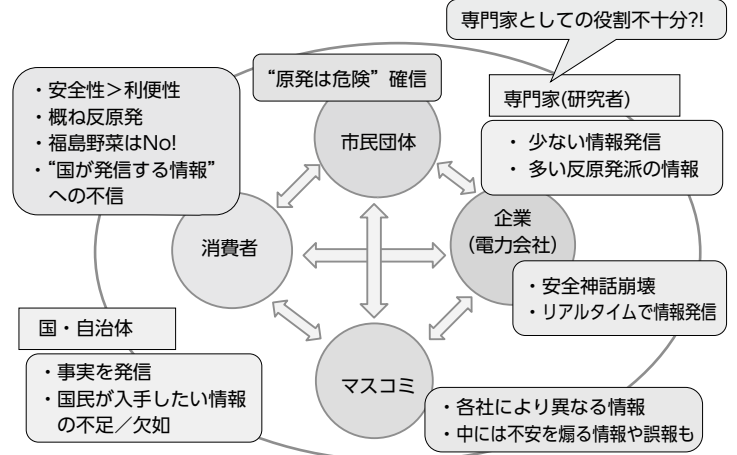 専門家としての役割不十分?!
“原発は危険”確信
・安全性＞利便性
・概ね反原発
・福島野菜はNo!
・“国が発信する情報”
への不信
専門家(研究者)
・ 少ない情報発信
・ 多い反原発派の情報
市民団体
消費者
企業
(電力会社)
・安全神話崩壊
・リアルタイムで情報発信
国・自治体
・事実を発信
・国民が入手したい情報
の不足／欠如
マスコミ
・各社により異なる情報
・中には不安を煽る情報や誤報も